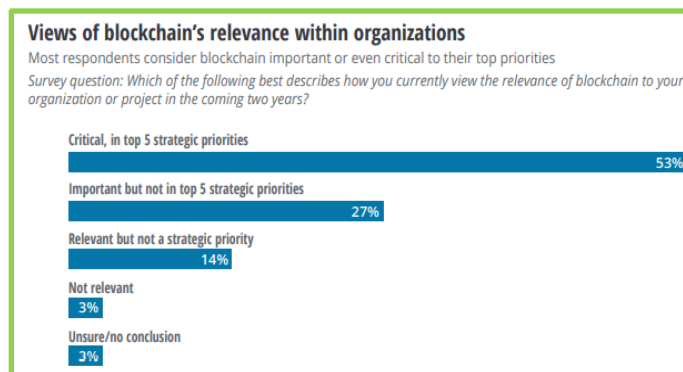 Views of blockchain's relevance within organizations
Most respondents consider blockchain important or even critical to their top priorities
Survey question: Which of the following best describes how you currently view the relevance of blockchain to your
organization or project in the coming two years?
Critical, in top 5 strategic priorities
53%
Important but not in top 5 strategic priorities
27%
Relevant but not a strategic priority
14%
Not relevant
3%
Unsure/no conclusion
3%